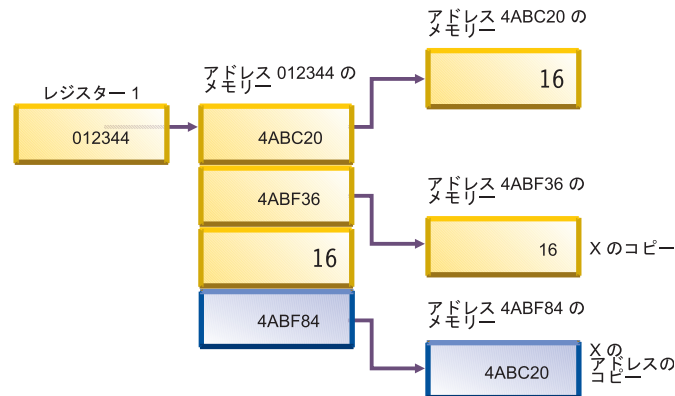 レジスター 1
012344
アドレス 012344 の
メモリー
4ABC20
4ABF36
16
4ABF84
アドレス 4ABC20 の
メモリー
16
アドレス 4ABF36 の
メモリー
16
X のコピー
アドレス 4ABF84 の
メモリー
4ABC20
X の
アドレスの
コピー